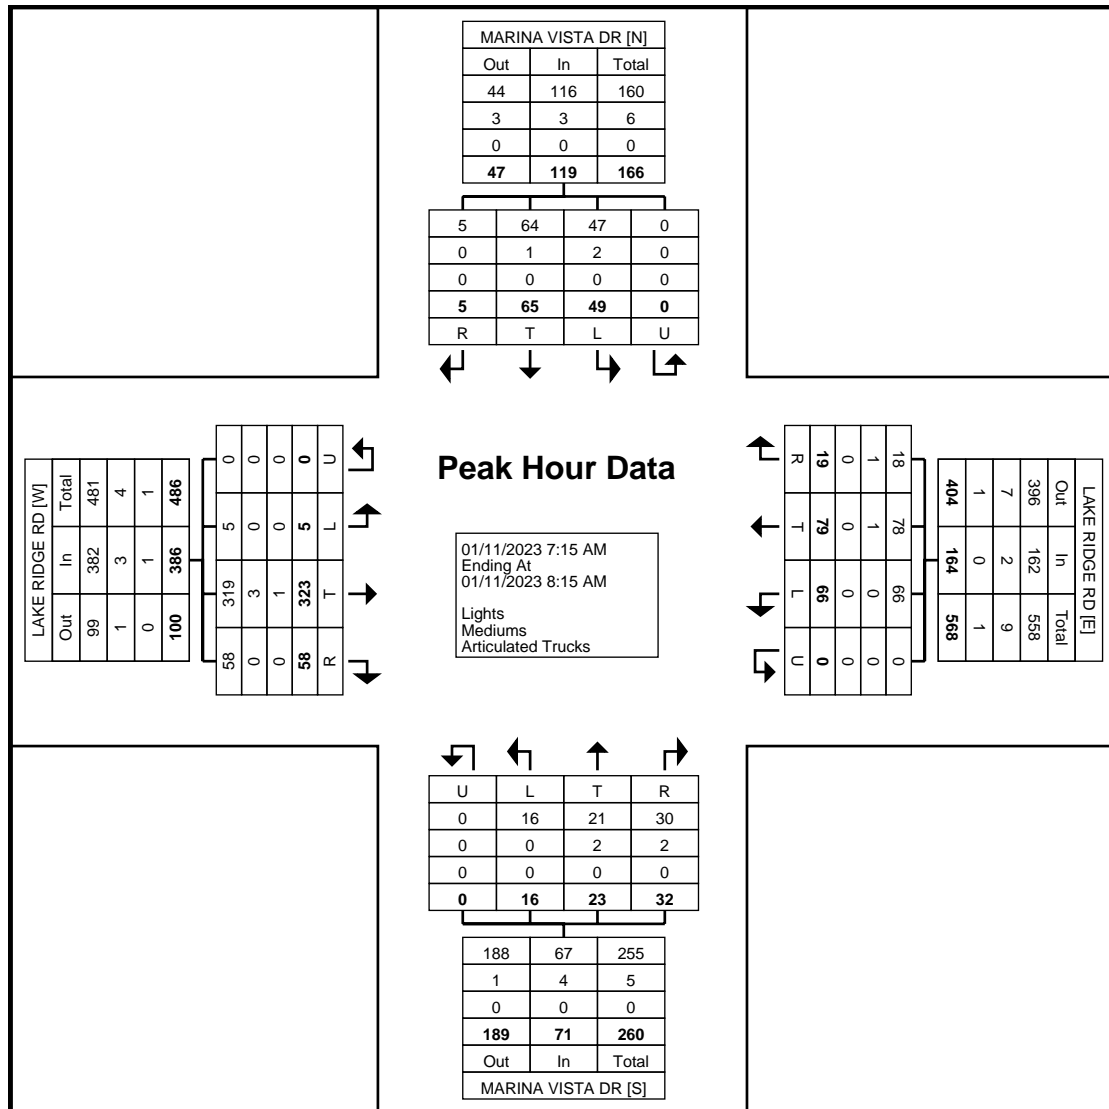 MARINA VISTA DR [N]
Out In Total
44 116 160
3 3 6
0 0 0
47 119 166
5 64 47 0
0 1 2 0
0 0 0 0
5 65 49 0
R T L U
Peak Hour Data
01/11/2023 7:15 AM
Ending At
01/11/2023 8:15 AM
Lights
Mediums
Articulated Trucks
LAKE RIDGE RD [W]
Out In Total
99 382 481
1 3 4
0 1 1
100 386 486
58 319 5 0
0 3 0 0
0 1 0 0
58 323 5 0
R T L U
LAKE RIDGE RD [E]
Out In Total
396 162 558
7 2 9
1 0 1
404 164 568
18 78 66 0
1 1 0 0
0 0 0 0
19 79 66 0
R T L U
U L T R
0 16 21 30
0 0 2 2
0 0 0 0
0 16 23 32
188 67 255
1 4 5
0 0 0
189 71 260
Out In Total
MARINA VISTA DR [S]